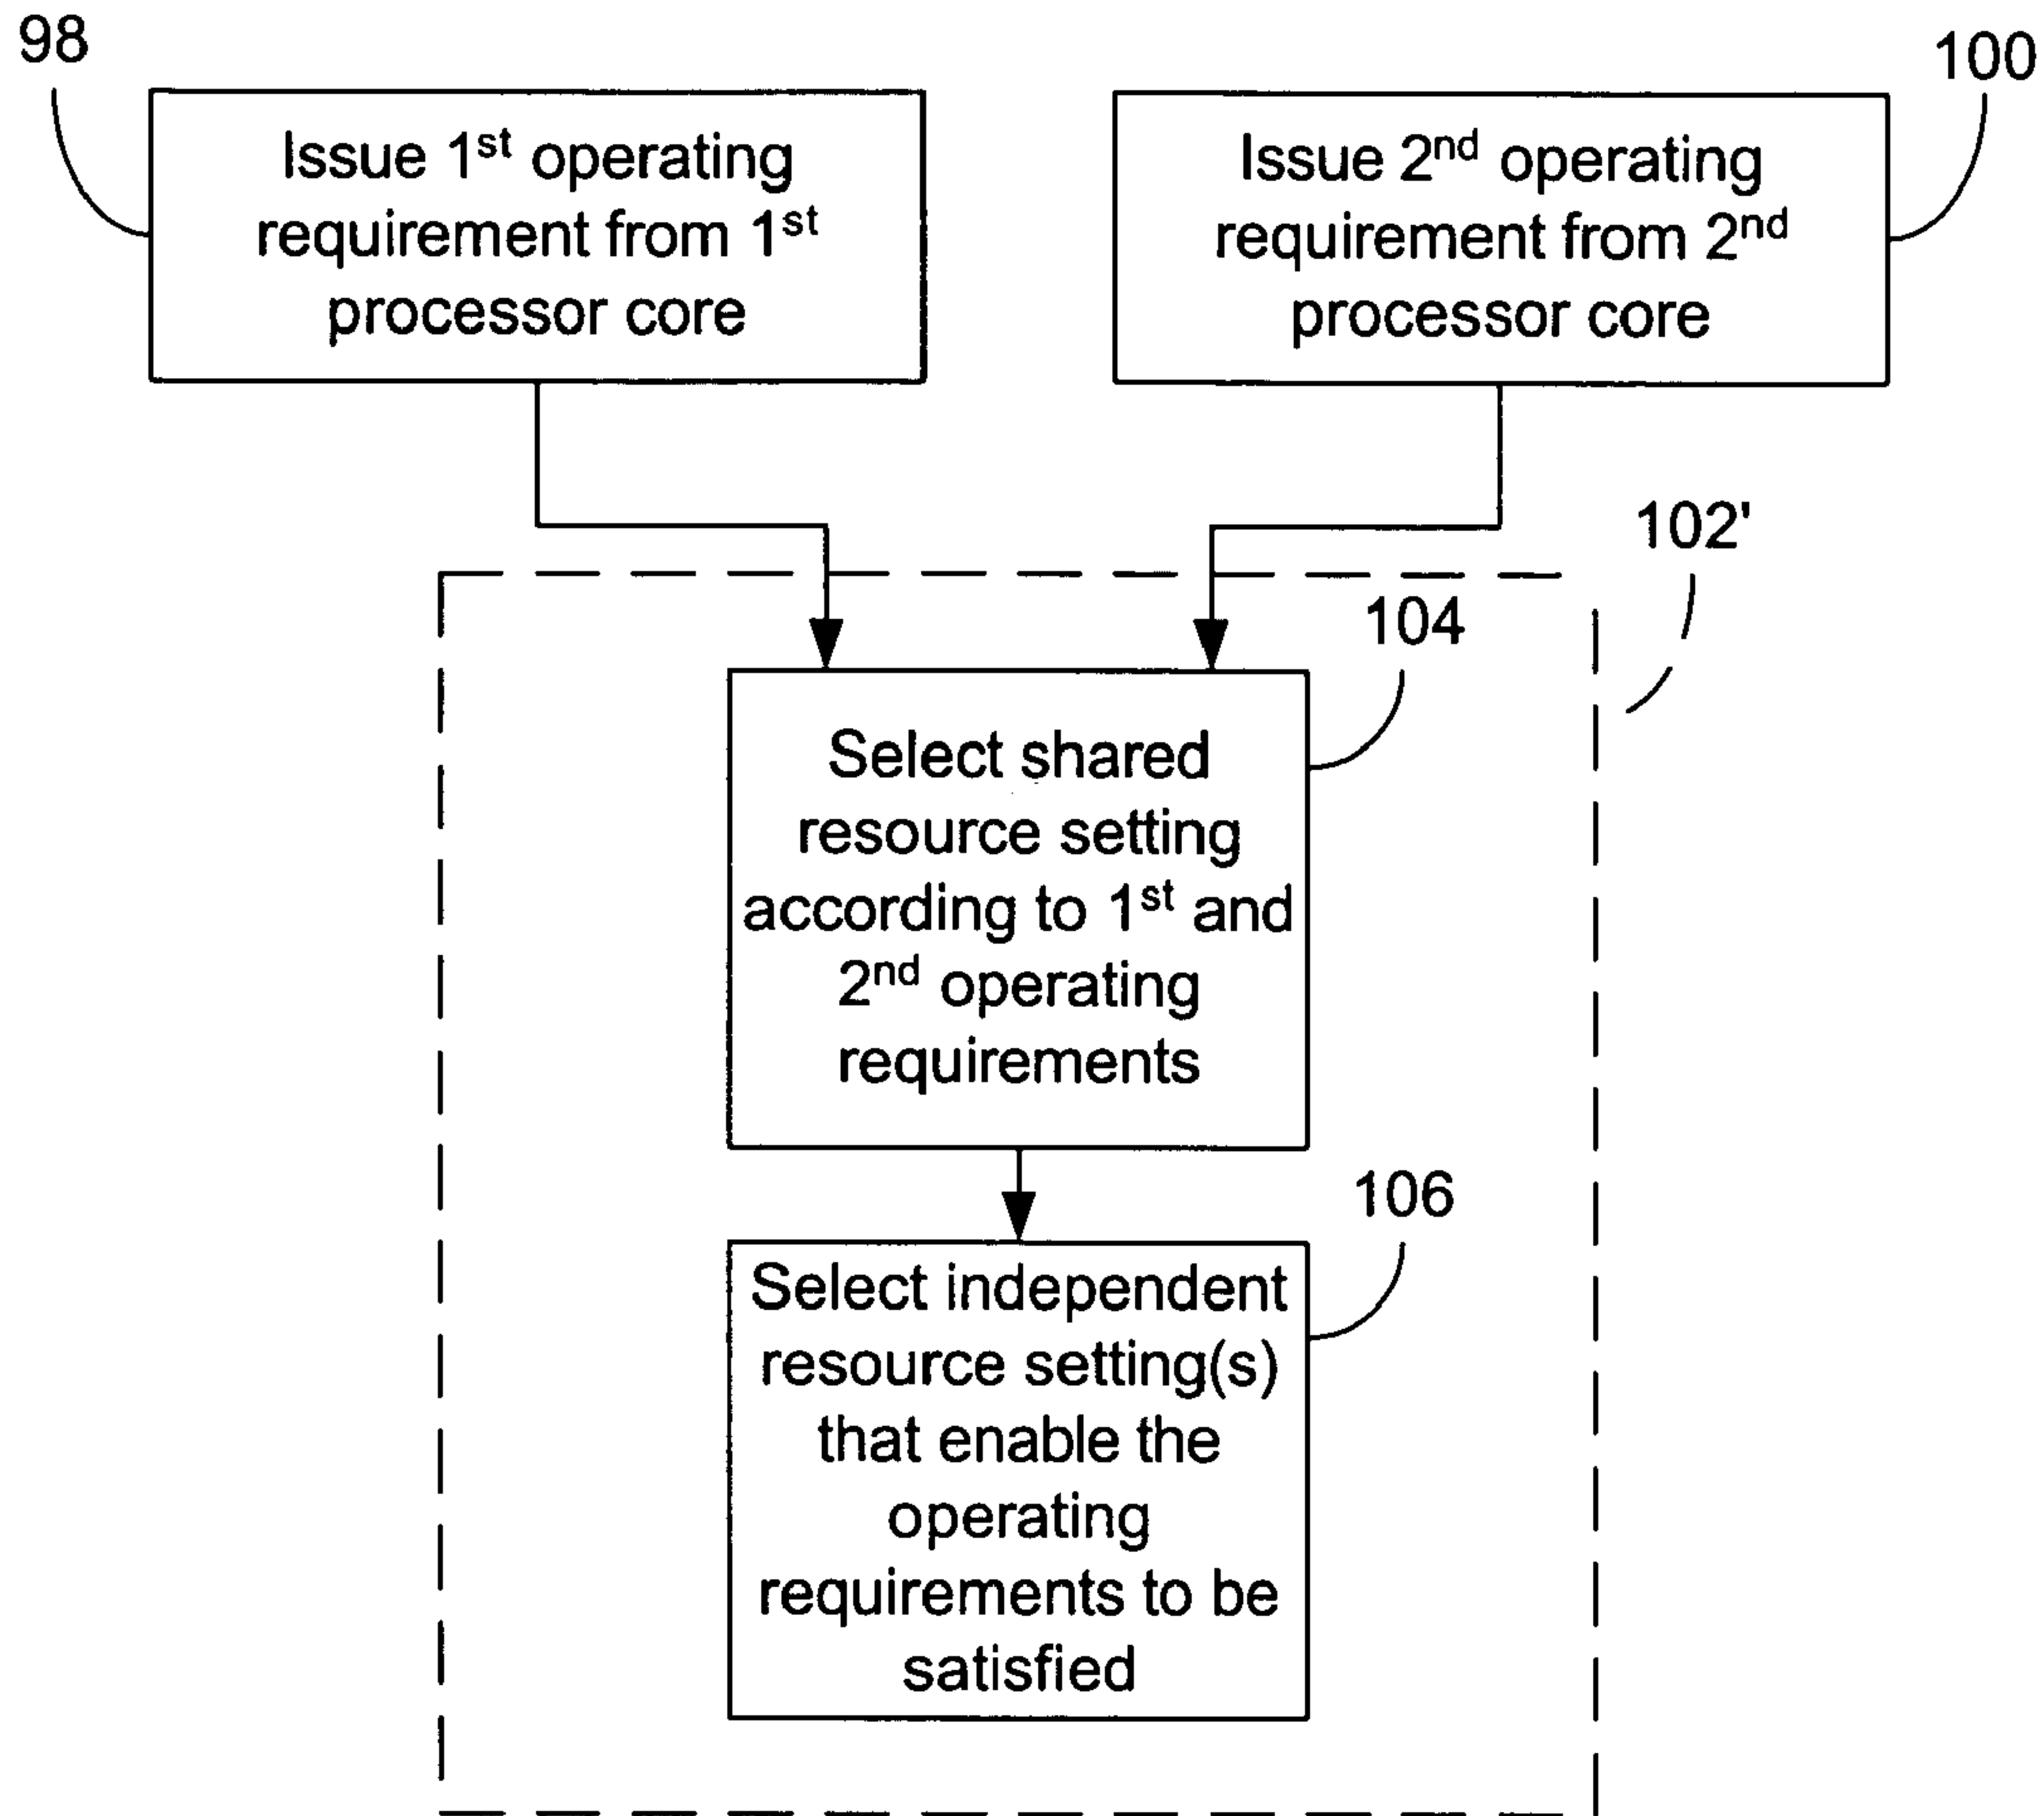 98
100
Issue 1st operating
requirement from 1st
processor core
Issue 2nd operating
requirement from 2nd
processor core
102'
104
Select shared
resource setting
according to 1st and
2nd operating
requirements
106
Select independent
resource setting(s)
that enable the
operating
requirements to be
satisfied